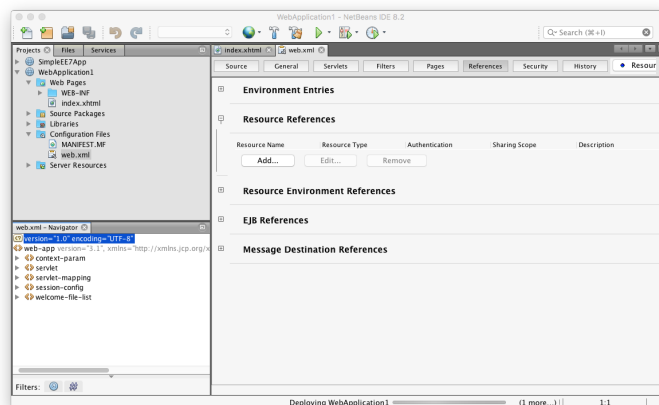 WebApplication1 - NetBeans IDE 8.2
Search (⌘+I)
Projects Files Services
index.xhtml web.xml
SimpleEE7App
WebApplication1
Web Pages
WEB-INF
index.xhtml
Source Packages
Libraries
Configuration Files
MANIFEST.MF
web.xml
Server Resources
Source General Servlets Filters Pages References Security History Resour
Environment Entries
Resource References
Resource Name Resource Type Authentication Sharing Scope Description
Add... Edit... Remove
Resource Environment References
EJB References
Message Destination References
web.xml - Navigator
version="1.0" encoding="UTF-8"
web-app version="3.1", xmlns="http://xmlns.jcp.org/x
context-param
servlet
servlet-mapping
session-config
welcome-file-list
Filters:
Deploying WebApplication1 (1 more...) 1:1